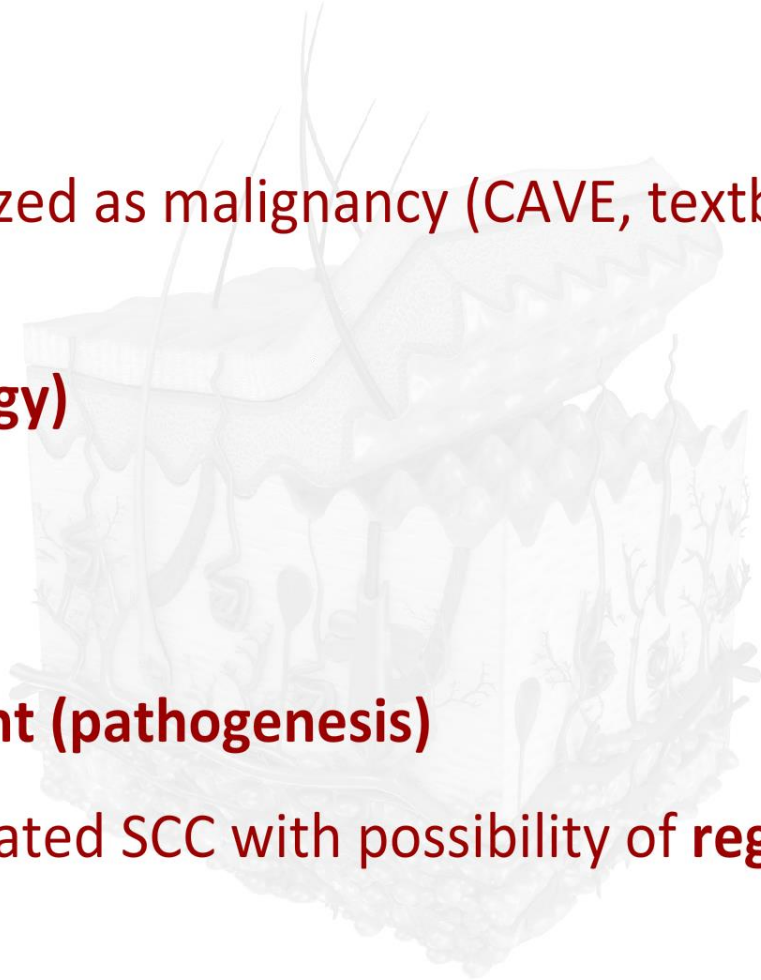 zed as malignancy (CAVE, textb
gy)
nt (pathogenesis)
ated SCC with possibility of reg